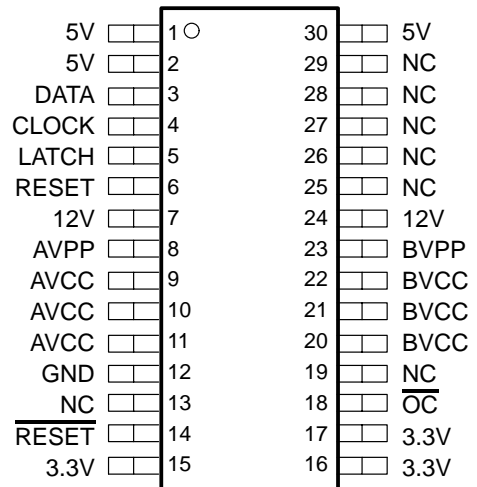 5V 1 30 5V
5V 2 29 NC
DATA 3 28 NC
CLOCK 4 27 NC
LATCH 5 26 NC
RESET 6 25 NC
12V 7 24 12V
AVPP 8 23 BVPP
AVCC 9 22 BVCC
AVCC 10 21 BVCC
AVCC 11 20 BVCC
GND 12 19 NC
NC 13 18 O̅C̅
R̅E̅S̅E̅T̅ 14 17 3.3V
3.3V 15 16 3.3V